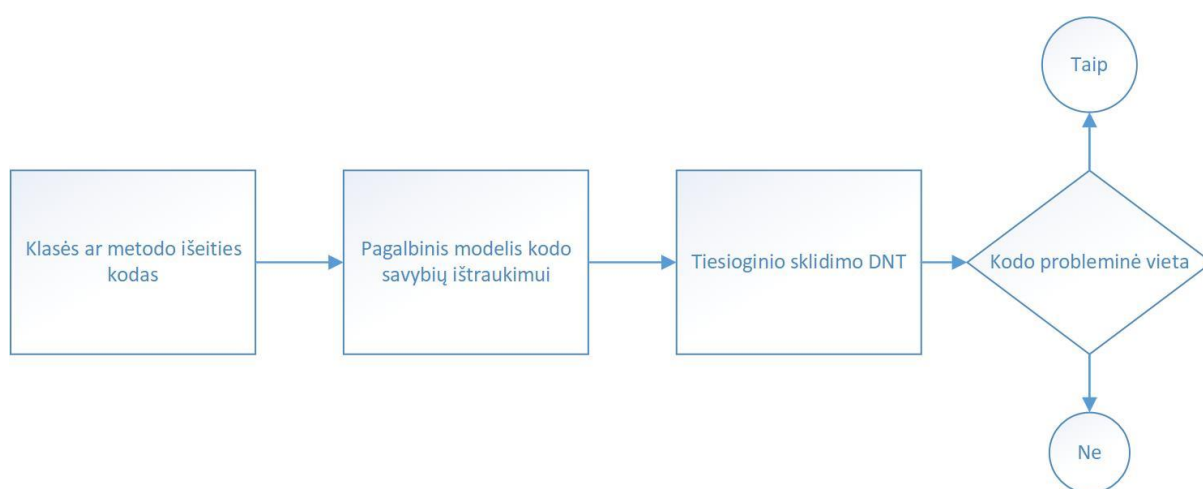 Taip
Klasės ar metodo išeities
kodas
Pagalbinis modelis kodo
savybių ištraukimui
Tiesioginio sklidimo DNT
Kodo probleminė vieta
Ne